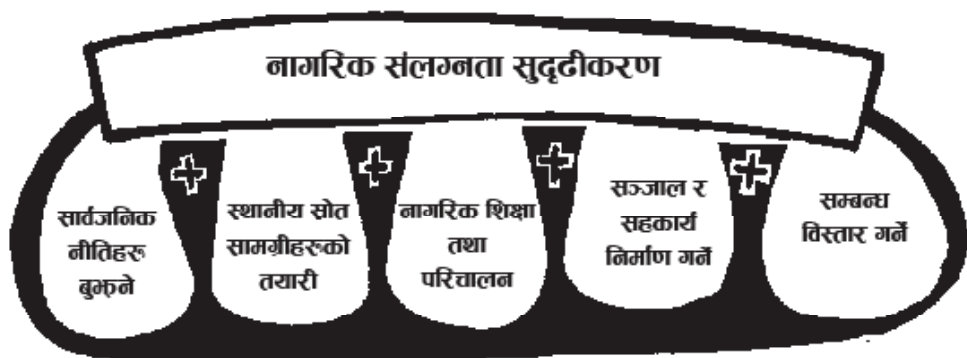 नागरिक संलग्नता सुदृढीकरण
सार्वजनिक
नीतिहरु
बुझ्ने
स्थानीय स्रोत
सामग्रीहरुको
तयारी
नागरिक शिक्षा
तथा
परिचालन
सञ्जाल र
सहकार्य
निर्माण गर्ने
सम्बन्ध
विस्तार गर्ने